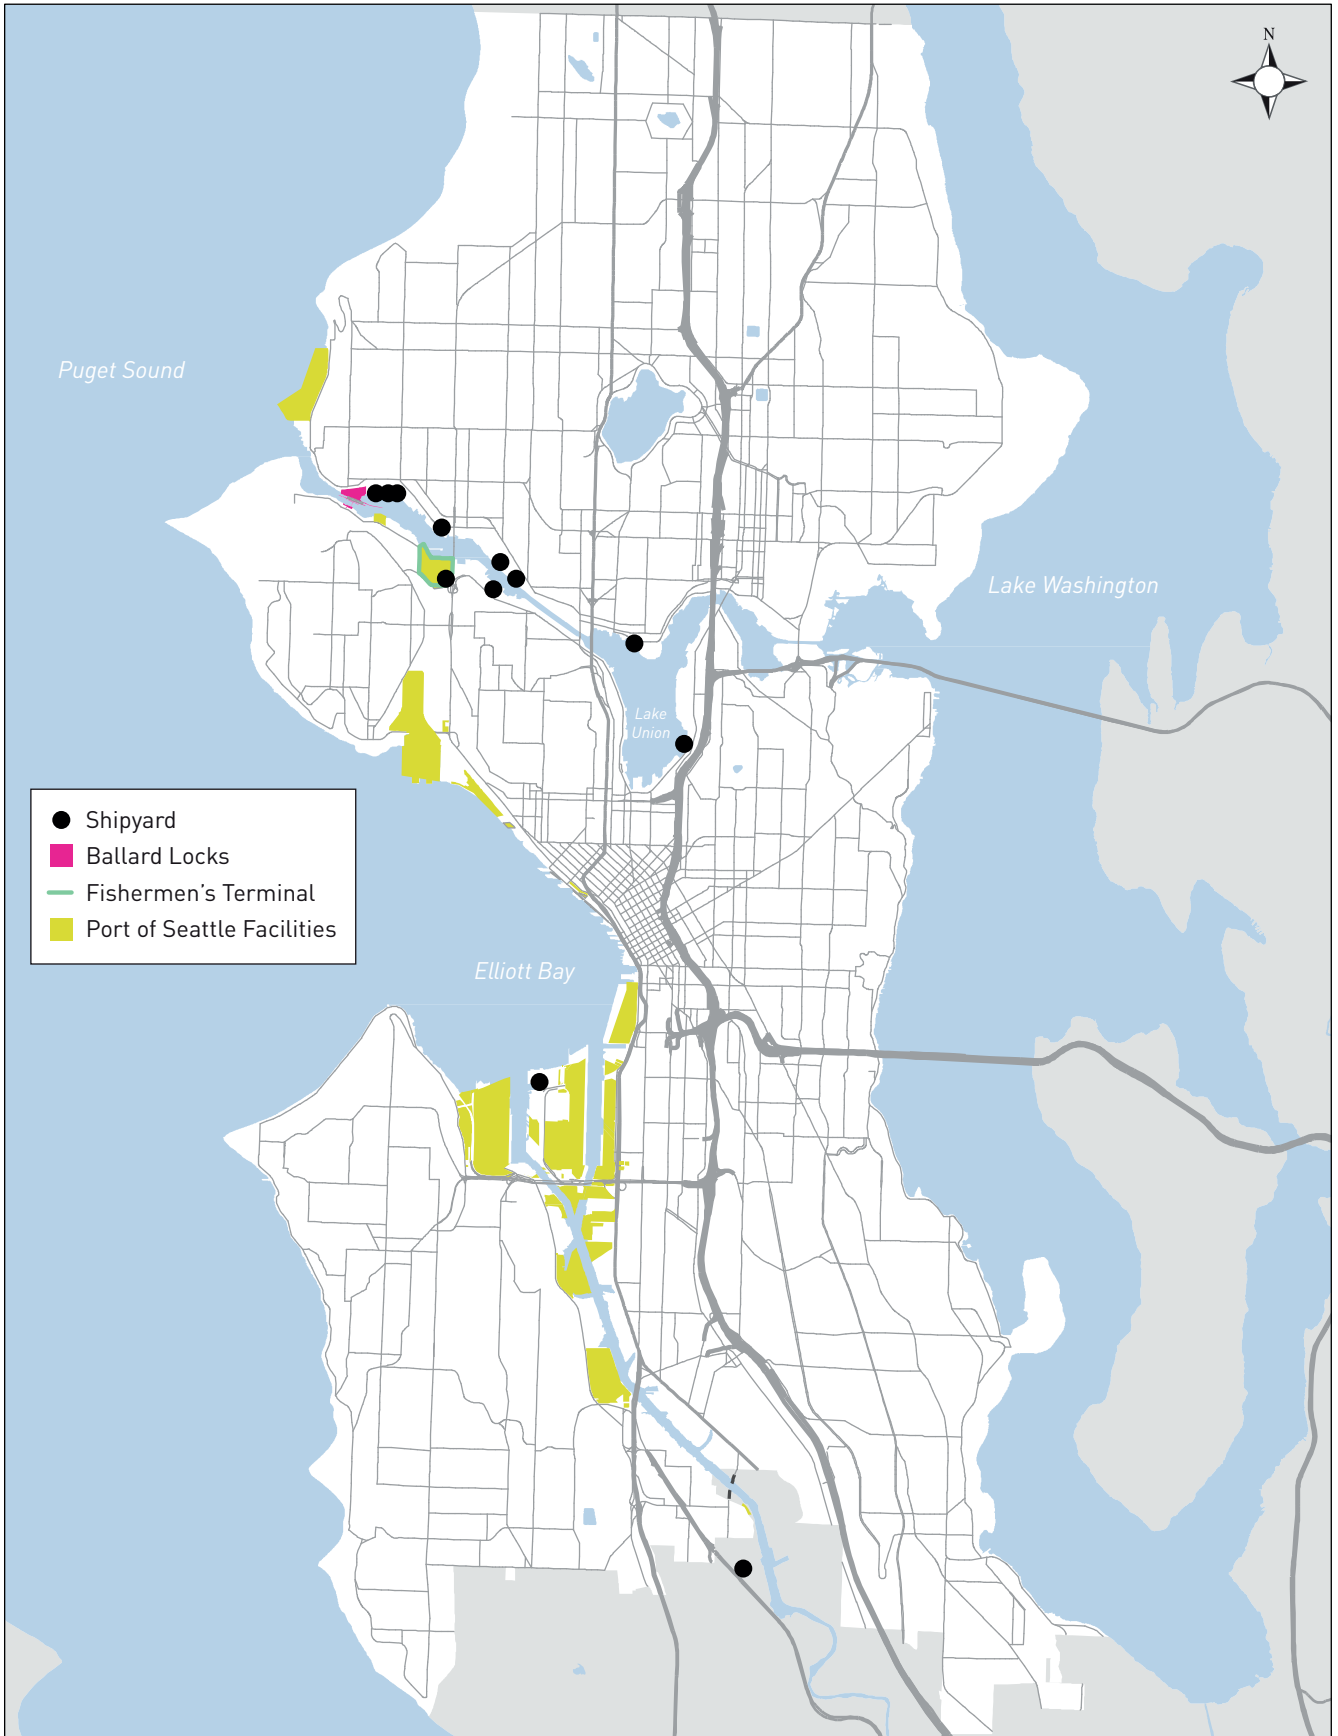 N
Puget Sound
Lake Washington
Lake
Union
Shipyard
Ballard Locks
Fishermen's Terminal
Port of Seattle Facilities
Elliott Bay